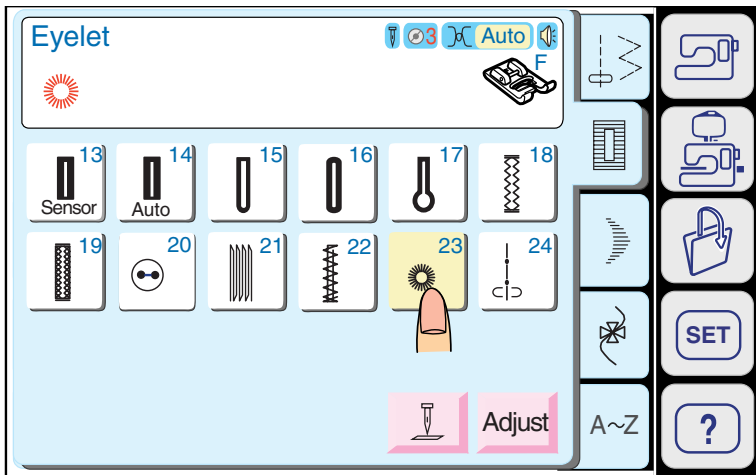 Eyelet
3 Auto
F
13 14 15 16 17 18
Sensor Auto
19 20 21 22 23 24
SET
Adjust A~Z ?